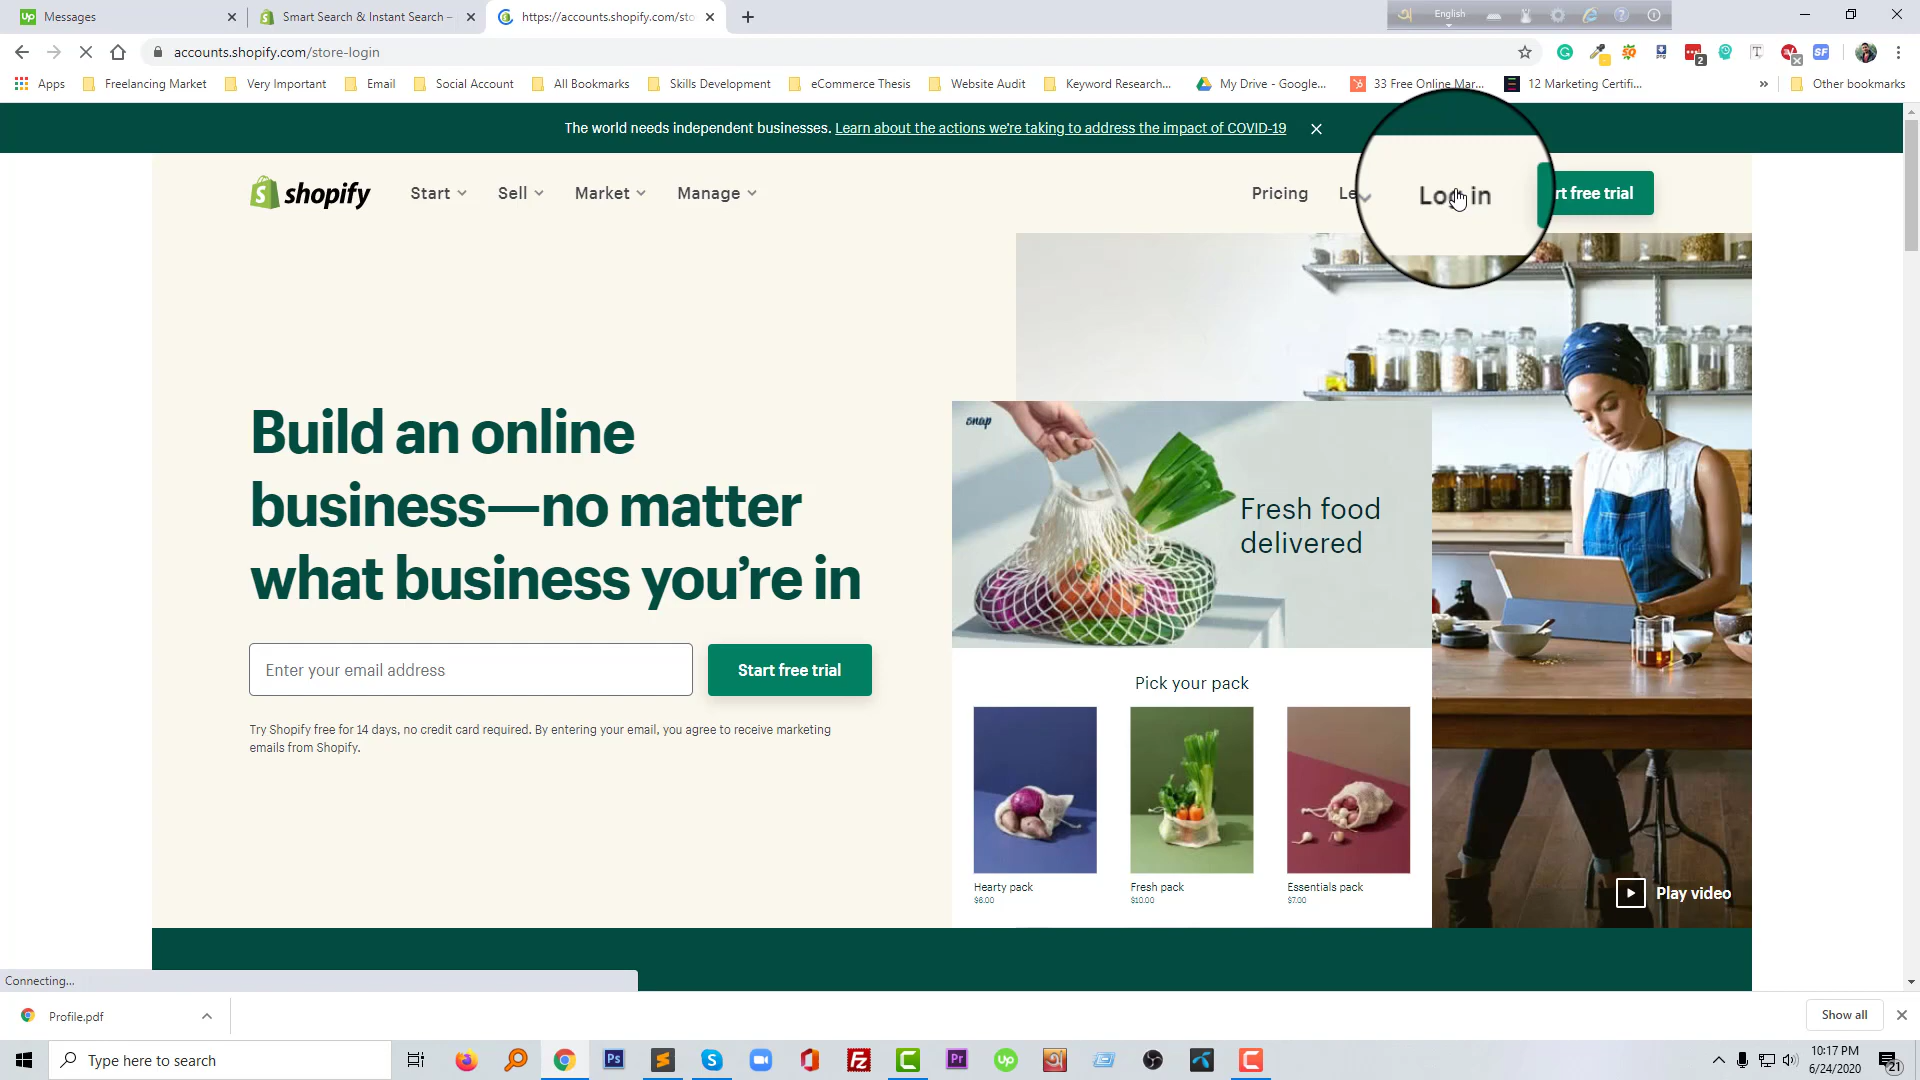 Messages
Smart Search & Instant Search –
https://accounts.shopify.com/sto
English
accounts.shopify.com/store-login
Apps
Freelancing Market
Very Important
Email
Social Account
All Bookmarks
Skills Development
eCommerce Thesis
Website Audit
Keyword Research...
My Drive - Google...
33 Free Online Mar...
12 Marketing Certifi...
»
Other bookmarks
The world needs independent businesses. Learn about the actions we're taking to address the impact of COVID-19
shopify
Start
Sell
Market
Manage
Pricing
Le
Log in
rt free trial
Build an online
business—no matter
what business you're in
Enter your email address
Start free trial
Try Shopify free for 14 days, no credit card required. By entering your email, you agree to receive marketing
emails from Shopify.
snap
Fresh food
delivered
Pick your pack
Hearty pack
$6.00
Fresh pack
$10.00
Essentials pack
$7.00
Play video
Connecting...
Profile.pdf
Show all
Type here to search
10:17 PM
6/24/2020
21